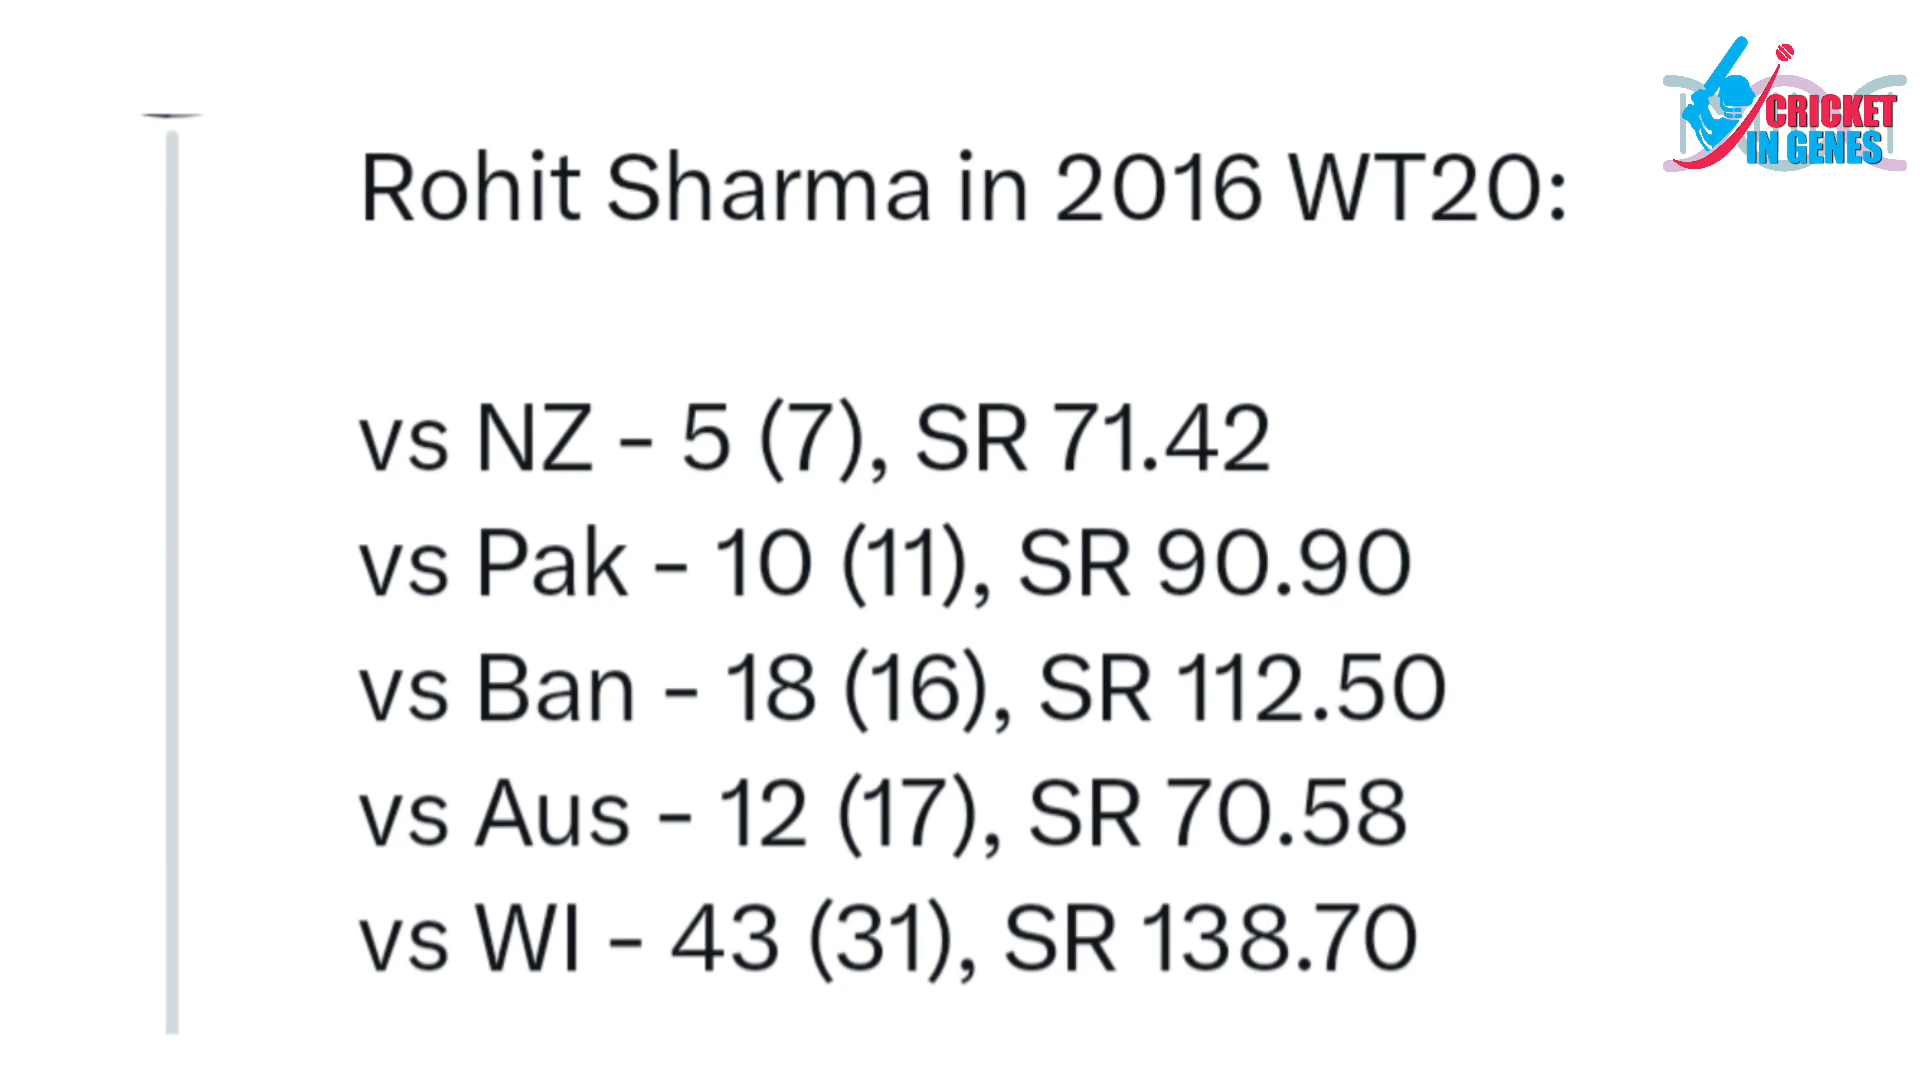 CRICKET
IN GENES
Rohit Sharma in 2016 WT20:
vs NZ - 5 (7), SR 71.42
vs Pak - 10 (11), SR 90.90
vs Ban - 18 (16), SR 112.50
vs Aus - 12 (17), SR 70.58
vs WI - 43 (31), SR 138.70